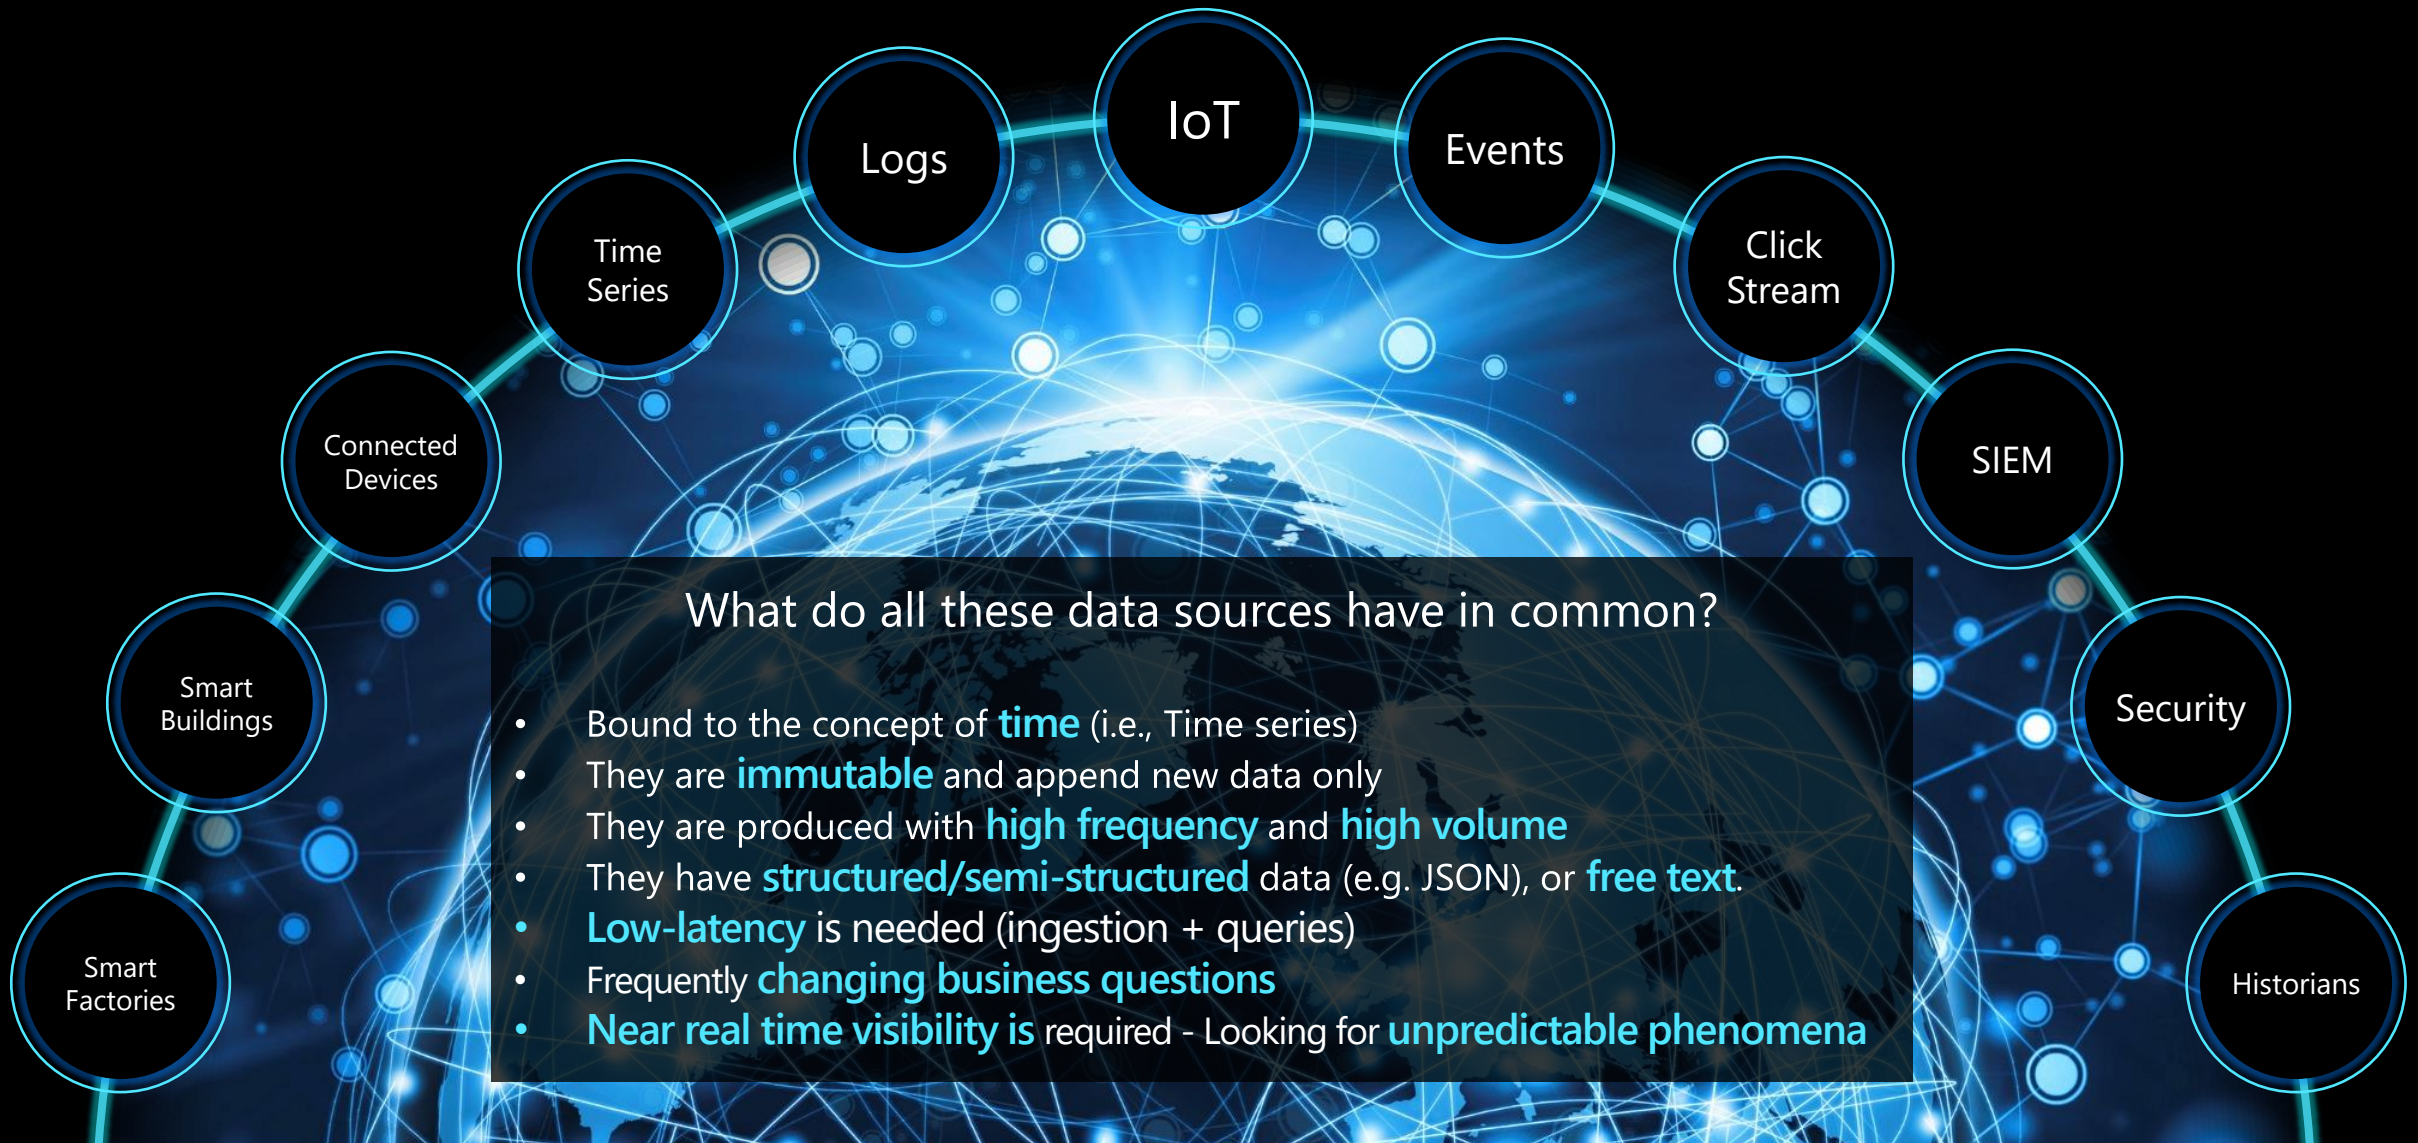 IoT
Logs
Events
Time
Series
Click
Stream
Connected
Devices
SIEM
Smart
Buildings
Security
Smart
Factories
Historians
What do all these data sources have in common?
• Bound to the concept of time (i.e., Time series)
• They are immutable and append new data only
• They are produced with high frequency and high volume
• They have structured/semi-structured data (e.g. JSON), or free text.
• Low-latency is needed (ingestion + queries)
• Frequently changing business questions
• Near real time visibility is required - Looking for unpredictable phenomena